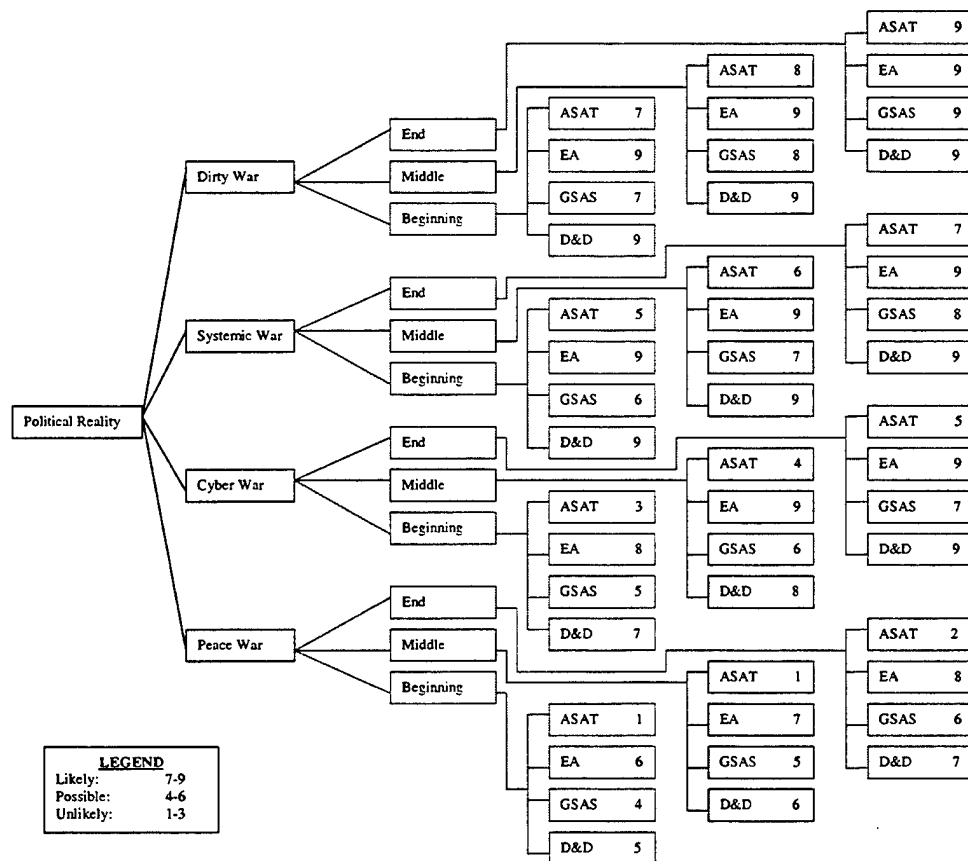 Political Reality
Dirty War
End
Middle
Beginning
ASAT 7
EA 9
GSAS 7
D&D 9
ASAT 8
EA 9
GSAS 8
D&D 9
ASAT 9
EA 9
GSAS 9
D&D 9
Systemic War
End
Middle
Beginning
ASAT 5
EA 9
GSAS 6
D&D 9
ASAT 6
EA 9
GSAS 7
D&D 9
ASAT 7
EA 9
GSAS 8
D&D 9
Cyber War
End
Middle
Beginning
ASAT 3
EA 8
GSAS 5
D&D 7
ASAT 4
EA 9
GSAS 6
D&D 8
ASAT 5
EA 9
GSAS 7
D&D 9
Peace War
End
Middle
Beginning
ASAT 1
EA 6
GSAS 4
D&D 5
ASAT 1
EA 7
GSAS 5
D&D 6
ASAT 2
EA 8
GSAS 6
D&D 7
LEGEND
Likely: 7-9
Possible: 4-6
Unlikely: 1-3